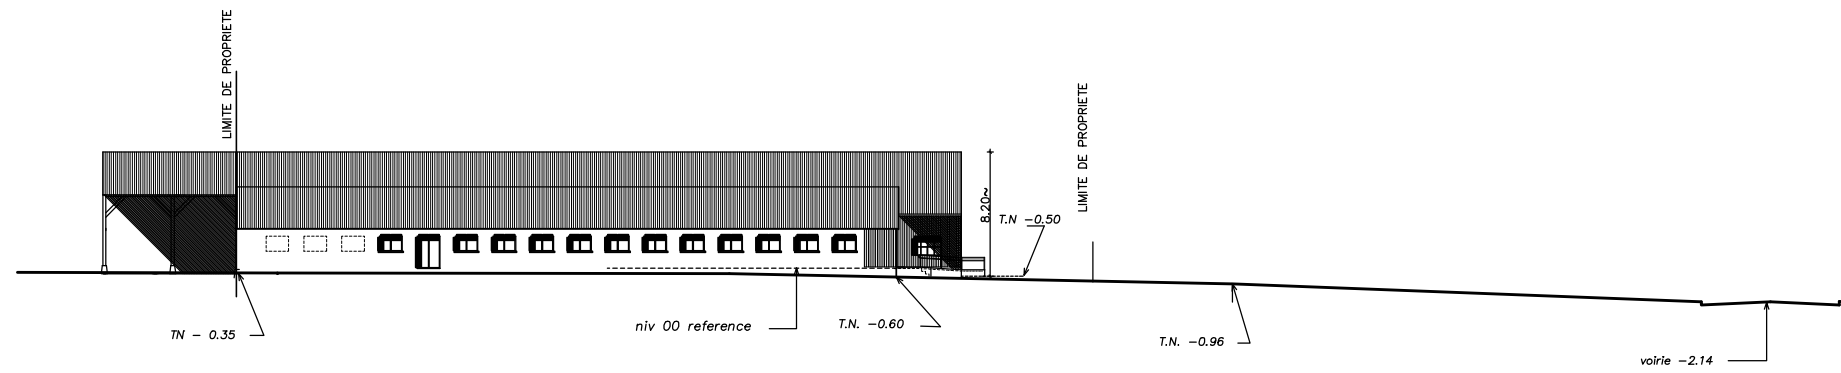 LIMITE DE PROPRIETE
LIMITE DE PROPRIETE
8.20~
T.N -0.50
TN - 0.35
niv 00 reference
T.N. -0.60
T.N. -0.96
voirie -2.14